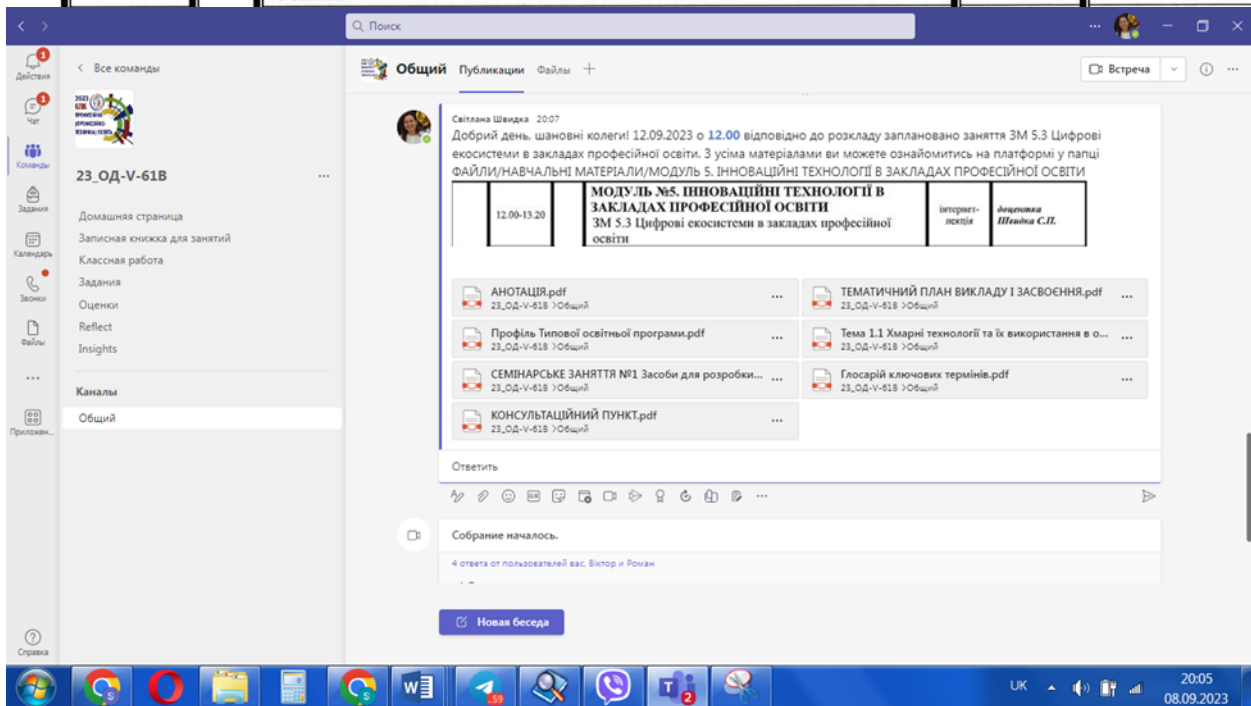 Поиск
Действия
Чат
Команды
Задания
Календарь
Звонки
Файлы
Приложен...
Справка
Все команды
23_ОД-V-61В
Домашняя страница
Записная книжка для занятий
Классная работа
Задания
Оценки
Reflect
Insights
Каналы
Общий
Общий Публикации Файлы
Встреча
Світлана Швидка 20:07
Добрий день, шановні колеги! 12.09.2023 о 12.00 відповідно до розкладу заплановано заняття ЗМ 5.3 Цифрові
екосистеми в закладах професійної освіти. З усіма матеріалами ви можете ознайомитись на платформі у папці
ФАЙЛИ/НАВЧАЛЬНІ МАТЕРІАЛИ/МОДУЛЬ 5. ІННОВАЦІЙНІ ТЕХНОЛОГІЇ В ЗАКЛАДАХ ПРОФЕСІЙНОЇ ОСВІТИ
12.00-13.20
МОДУЛЬ №5. ІННОВАЦІЙНІ ТЕХНОЛОГІЇ В
ЗАКЛАДАХ ПРОФЕСІЙНОЇ ОСВІТИ
ЗМ 5.3 Цифрові екосистеми в закладах професійної
освіти
інтернет-
лекція
доцентка
Швидка С.П.
АНОТАЦІЯ.pdf
23_ОД-V-61В >Общий
ТЕМАТИЧНИЙ ПЛАН ВИКЛАДУ І ЗАСВОЄННЯ.pdf
23_ОД-V-61В >Общий
Профіль Типової освітньої програми.pdf
23_ОД-V-61В >Общий
Тема 1.1 Хмарні технології та їх використання в о...
23_ОД-V-61В >Общий
СЕМІНАРСЬКЕ ЗАНЯТТЯ №1 Засоби для розробки...
23_ОД-V-61В >Общий
Глосарій ключових термінів.pdf
23_ОД-V-61В >Общий
КОНСУЛЬТАЦІЙНИЙ ПУНКТ.pdf
23_ОД-V-61В >Общий
Ответить
Собрание началось.
4 ответа от пользователей вас, Віктор и Роман
Новая беседа
UK
20:05
08.09.2023